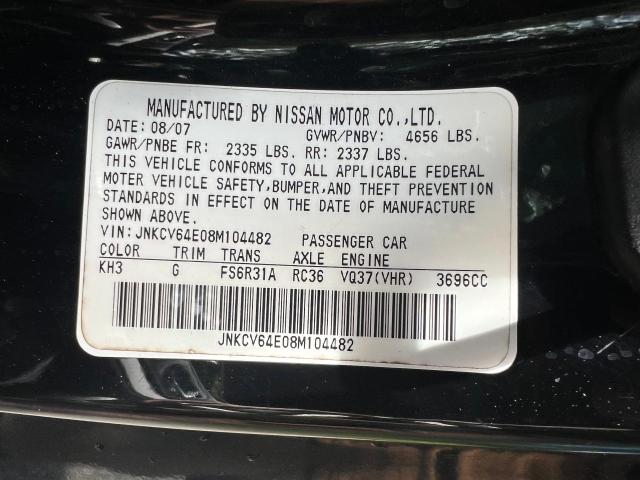 MANUFACTURED BY NISSAN MOTOR CO.,LTD.
DATE: 08/07 GVWR/PNBV: 4656 LBS.
GAWR/PNBE FR: 2335 LBS. RR: 2337 LBS.
THIS VEHICLE CONFORMS TO ALL APPLICABLE FEDERAL
MOTOR VEHICLE SAFETY,BUMPER,AND THEFT PREVENTION
STANDARDS IN EFFECT ON THE DATE OF MANUFACTURE
SHOWN ABOVE.
VIN: JNKCV64E08M104482 PASSENGER CAR
COLOR TRIM TRANS AXLE ENGINE
KH3 G FS6R31A RC36 VQ37(VHR) 3696CC
JNKCV64E08M104482